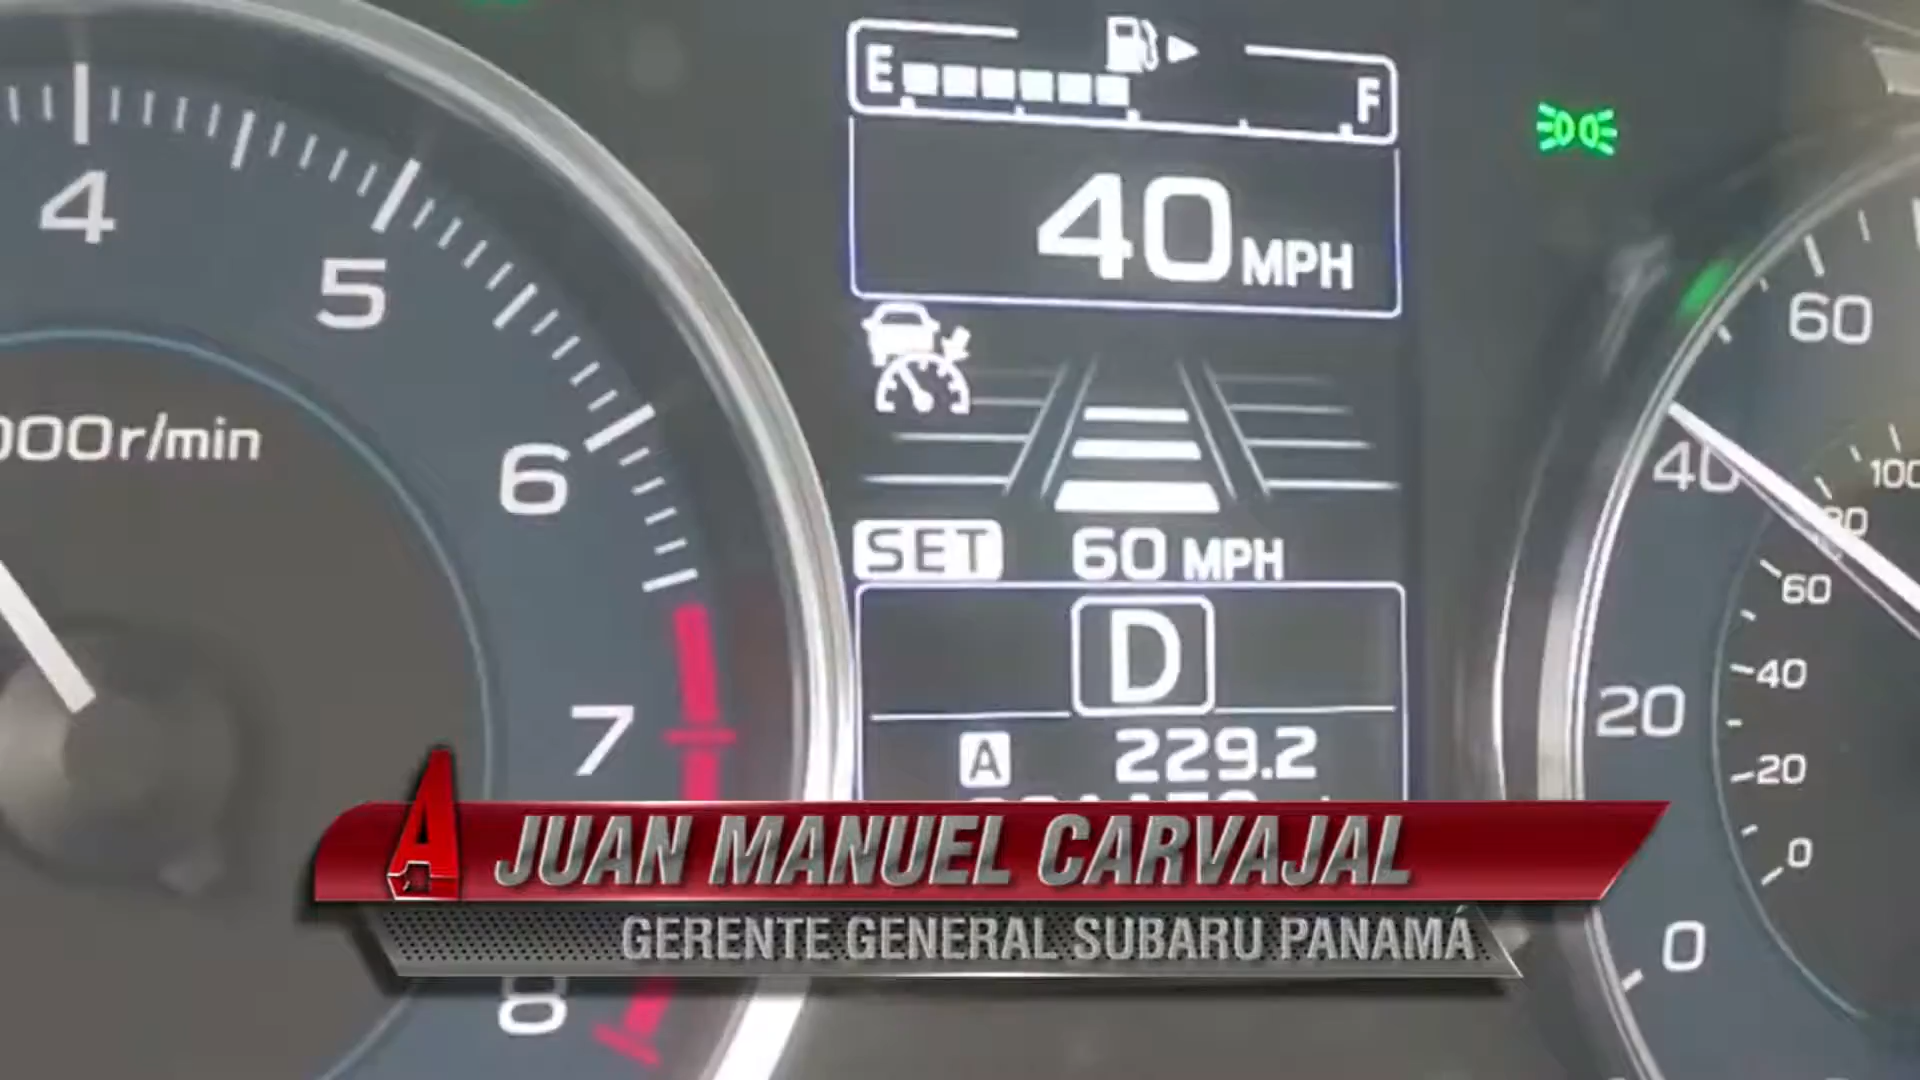 E F
40 MPH
SET 60 MPH
D
A 229.2
4
5
6
7
8
000r/min
60
40
20
0
100
80
60
40
20
0
JUAN MANUEL CARVAJAL
GERENTE GENERAL SUBARU PANAMÁ